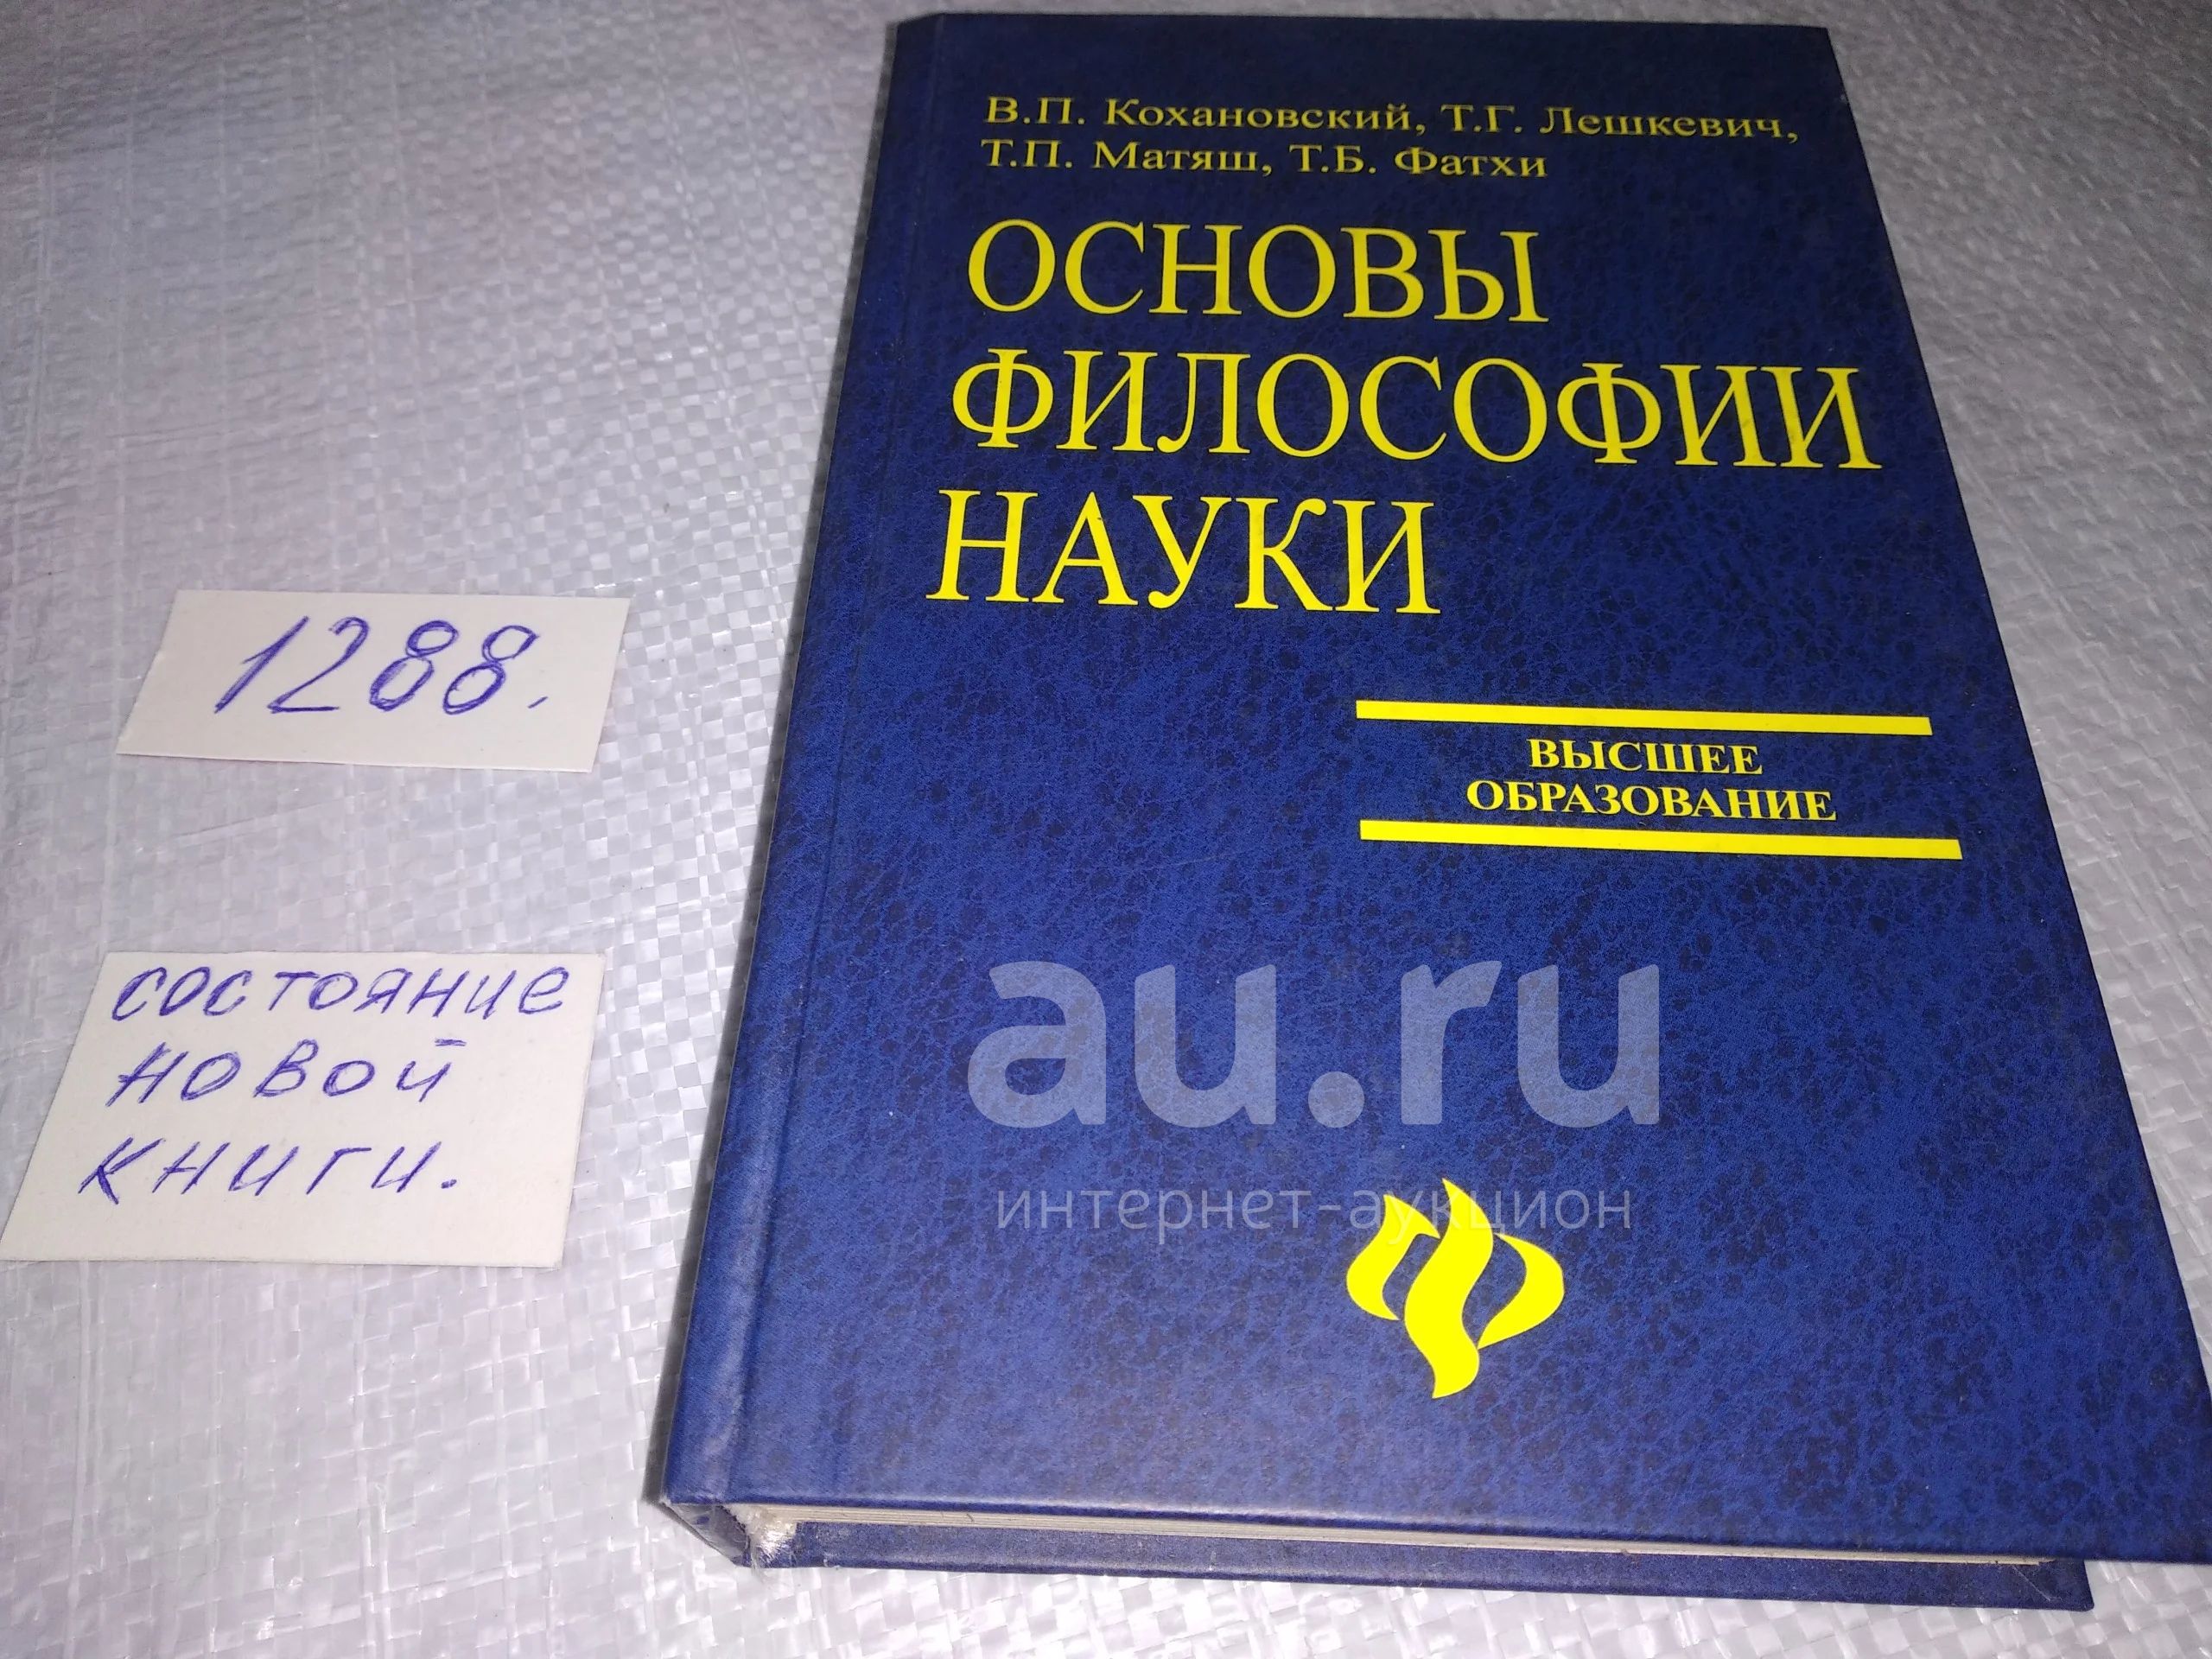 В.П. Кохановский, Т.Г. Лешкевич,
Т.П. Матяш, Т.Б. Фатхи
ОСНОВЫ
ФИЛОСОФИИ
НАУКИ
ВЫСШЕЕ
ОБРАЗОВАНИЕ
1288.
состояние
новой
книги.
au.ru
интернет-аукцион